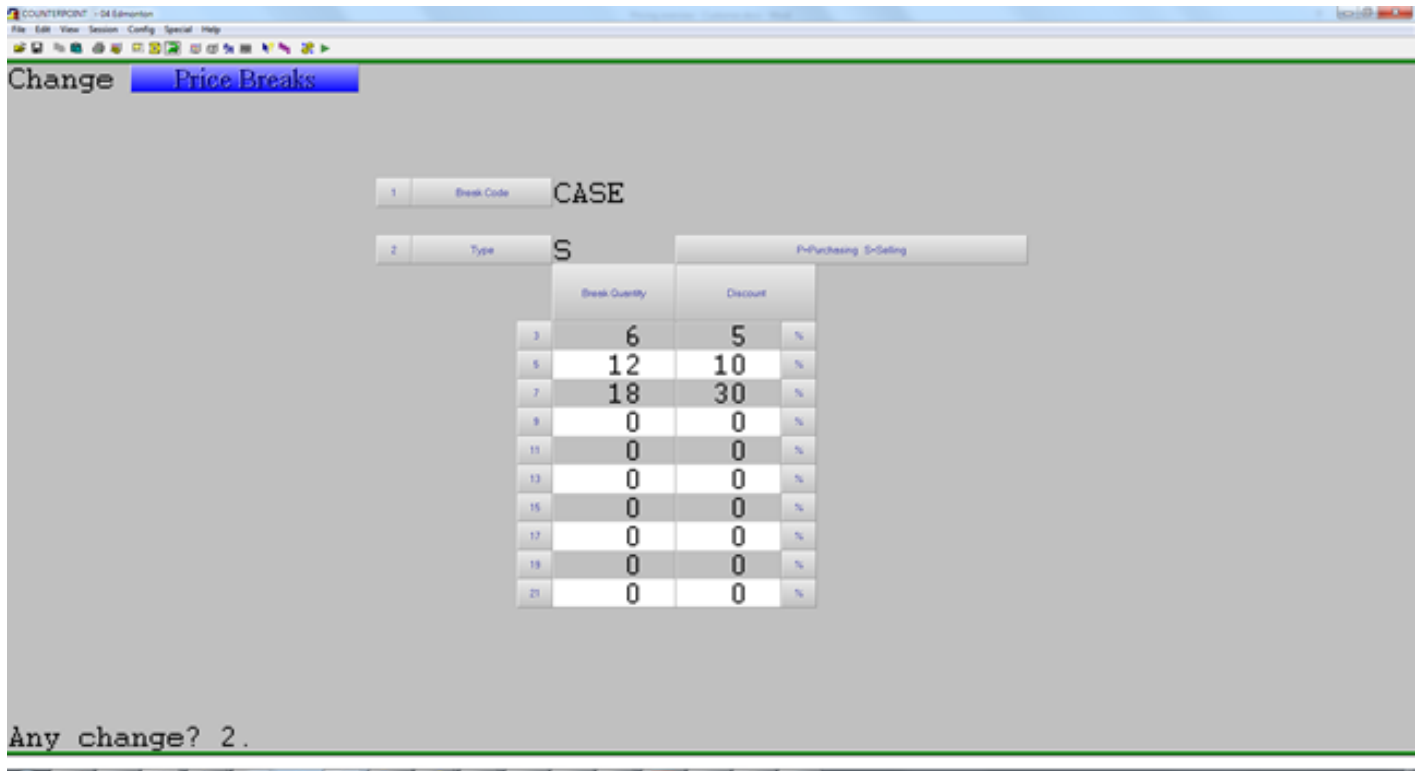 COUNTERPOINT - 04 Edmonton
File Edit View Session Config Special Help
Change Price Breaks
1 Break Code CASE
2 Type S P=Purchasing S=Selling
Break Quantity Discount
3 6 5 %
5 12 10 %
7 18 30 %
9 0 0 %
11 0 0 %
13 0 0 %
15 0 0 %
17 0 0 %
19 0 0 %
21 0 0 %
Any change? 2.